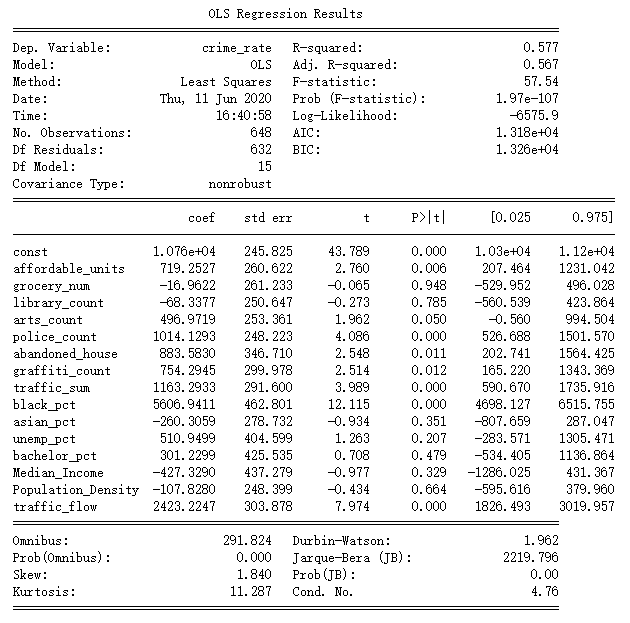 OLS Regression Results
Dep. Variable: crime_rate R-squared: 0.577
Model: OLS Adj. R-squared: 0.567
Method: Least Squares F-statistic: 57.54
Date: Thu, 11 Jun 2020 Prob (F-statistic): 1.97e-107
Time: 16:40:58 Log-Likelihood: -6575.9
No. Observations: 648 AIC: 1.318e+04
Df Residuals: 632 BIC: 1.326e+04
Df Model: 15
Covariance Type: nonrobust
coef std err t P>|t| [0.025 0.975]
const 1.076e+04 245.825 43.789 0.000 1.03e+04 1.12e+04
affordable_units 719.2527 260.622 2.760 0.006 207.464 1231.042
grocery_num -16.9622 261.233 -0.065 0.948 -529.952 496.028
library_count -68.3377 250.647 -0.273 0.785 -560.539 423.864
arts_count 496.9719 253.361 1.962 0.050 -0.560 994.504
police_count 1014.1293 248.223 4.086 0.000 526.688 1501.570
abandoned_house 883.5830 346.710 2.548 0.011 202.741 1564.425
graffiti_count 754.2945 299.978 2.514 0.012 165.220 1343.369
traffic_sum 1163.2933 291.600 3.989 0.000 590.670 1735.916
black_pct 5606.9411 462.801 12.115 0.000 4698.127 6515.755
asian_pct -260.3059 278.732 -0.934 0.351 -807.659 287.047
unemp_pct 510.9499 404.599 1.263 0.207 -283.571 1305.471
bachelor_pct 301.2299 425.535 0.708 0.479 -534.405 1136.864
Median_Income -427.3290 437.279 -0.977 0.329 -1286.025 431.367
Population_Density -107.8280 248.399 -0.434 0.664 -595.616 379.960
traffic_flow 2423.2247 303.878 7.974 0.000 1826.493 3019.957
Omnibus: 291.824 Durbin-Watson: 1.962
Prob(Omnibus): 0.000 Jarque-Bera (JB): 2219.796
Skew: 1.840 Prob(JB): 0.00
Kurtosis: 11.287 Cond. No. 4.76